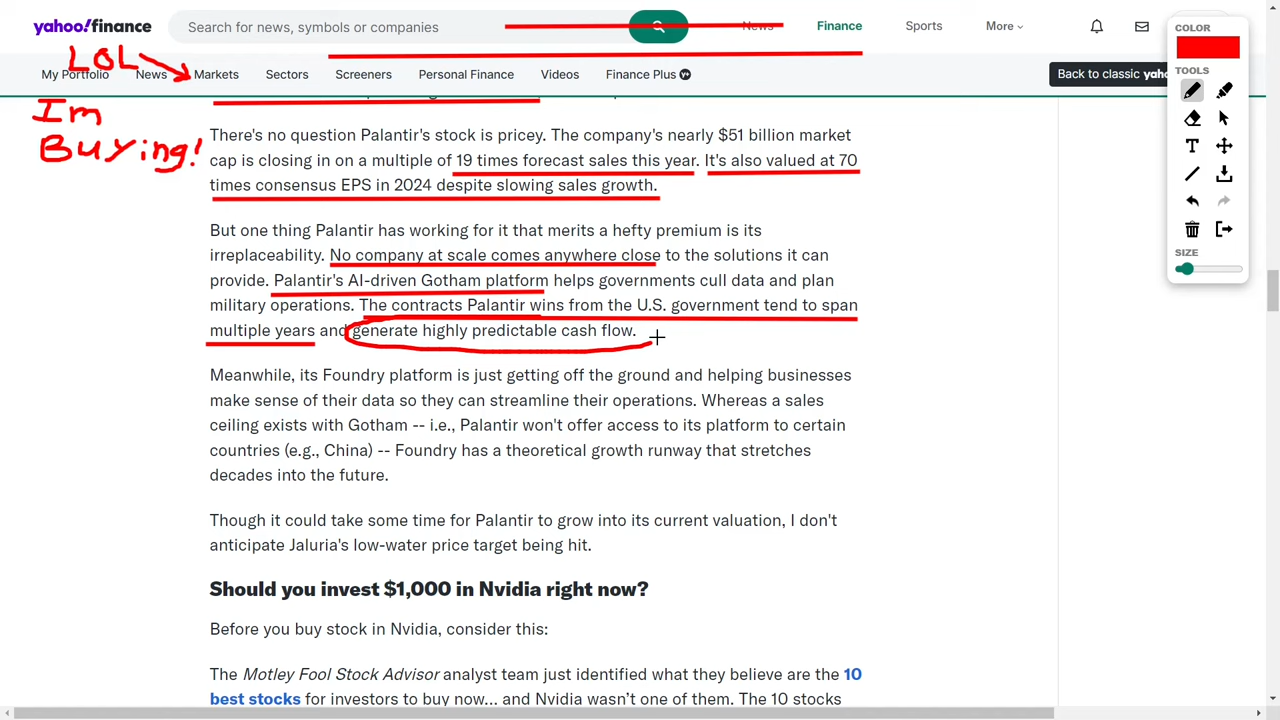 yahoo!finance
Search for news, symbols or companies
News
Finance
Sports
More
COLOR
TOOLS
T
SIZE
LOL
My Portfolio
News
Markets
Sectors
Screeners
Personal Finance
Videos
Finance Plus
Back to classic yaho
Im
Buying!
There's no question Palantir's stock is pricey. The company's nearly $51 billion market
cap is closing in on a multiple of 19 times forecast sales this year. It's also valued at 70
times consensus EPS in 2024 despite slowing sales growth.
But one thing Palantir has working for it that merits a hefty premium is its
irreplaceability. No company at scale comes anywhere close to the solutions it can
provide. Palantir's AI-driven Gotham platform helps governments cull data and plan
military operations. The contracts Palantir wins from the U.S. government tend to span
multiple years and generate highly predictable cash flow.
Meanwhile, its Foundry platform is just getting off the ground and helping businesses
make sense of their data so they can streamline their operations. Whereas a sales
ceiling exists with Gotham -- i.e., Palantir won't offer access to its platform to certain
countries (e.g., China) -- Foundry has a theoretical growth runway that stretches
decades into the future.
Though it could take some time for Palantir to grow into its current valuation, I don't
anticipate Jaluria's low-water price target being hit.
Should you invest $1,000 in Nvidia right now?
Before you buy stock in Nvidia, consider this:
The Motley Fool Stock Advisor analyst team just identified what they believe are the 10
best stocks for investors to buy now… and Nvidia wasn't one of them. The 10 stocks